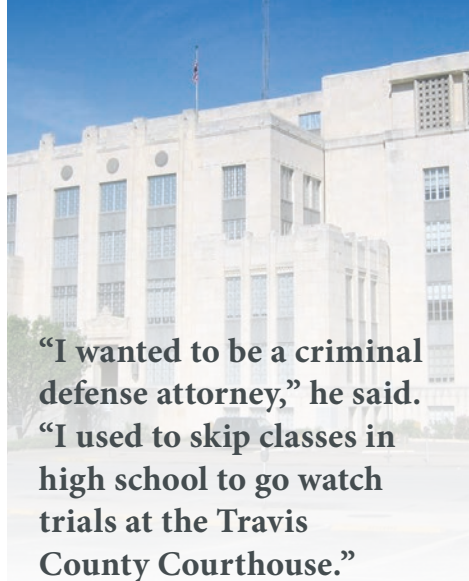 “I wanted to be a criminal
defense attorney,” he said.
“I used to skip classes in
high school to go watch
trials at the Travis
County Courthouse.”